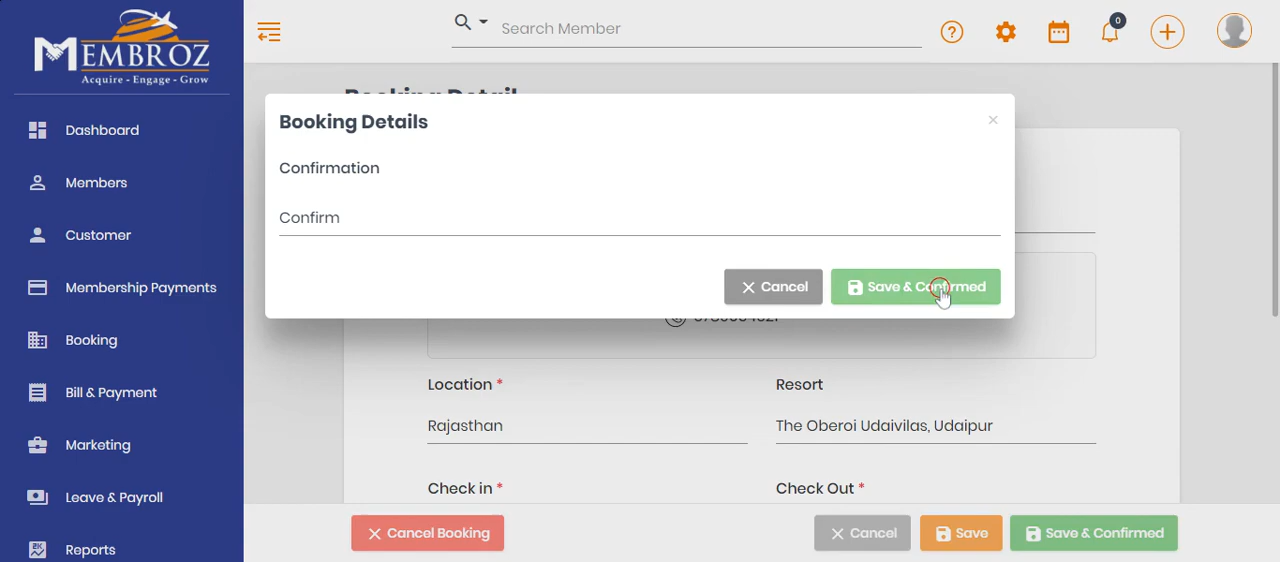 MEMBROZ
Acquire - Engage - Grow
Dashboard
Members
Customer
Membership Payments
Booking
Bill & Payment
Marketing
Leave & Payroll
Reports
Search Member
0
Booking Details
×
Confirmation
Confirm
Cancel
Save & Confirmed
Location *
Resort
Rajasthan
The Oberoi Udaivilas, Udaipur
Check in *
Check Out *
Cancel Booking
Cancel
Save
Save & Confirmed